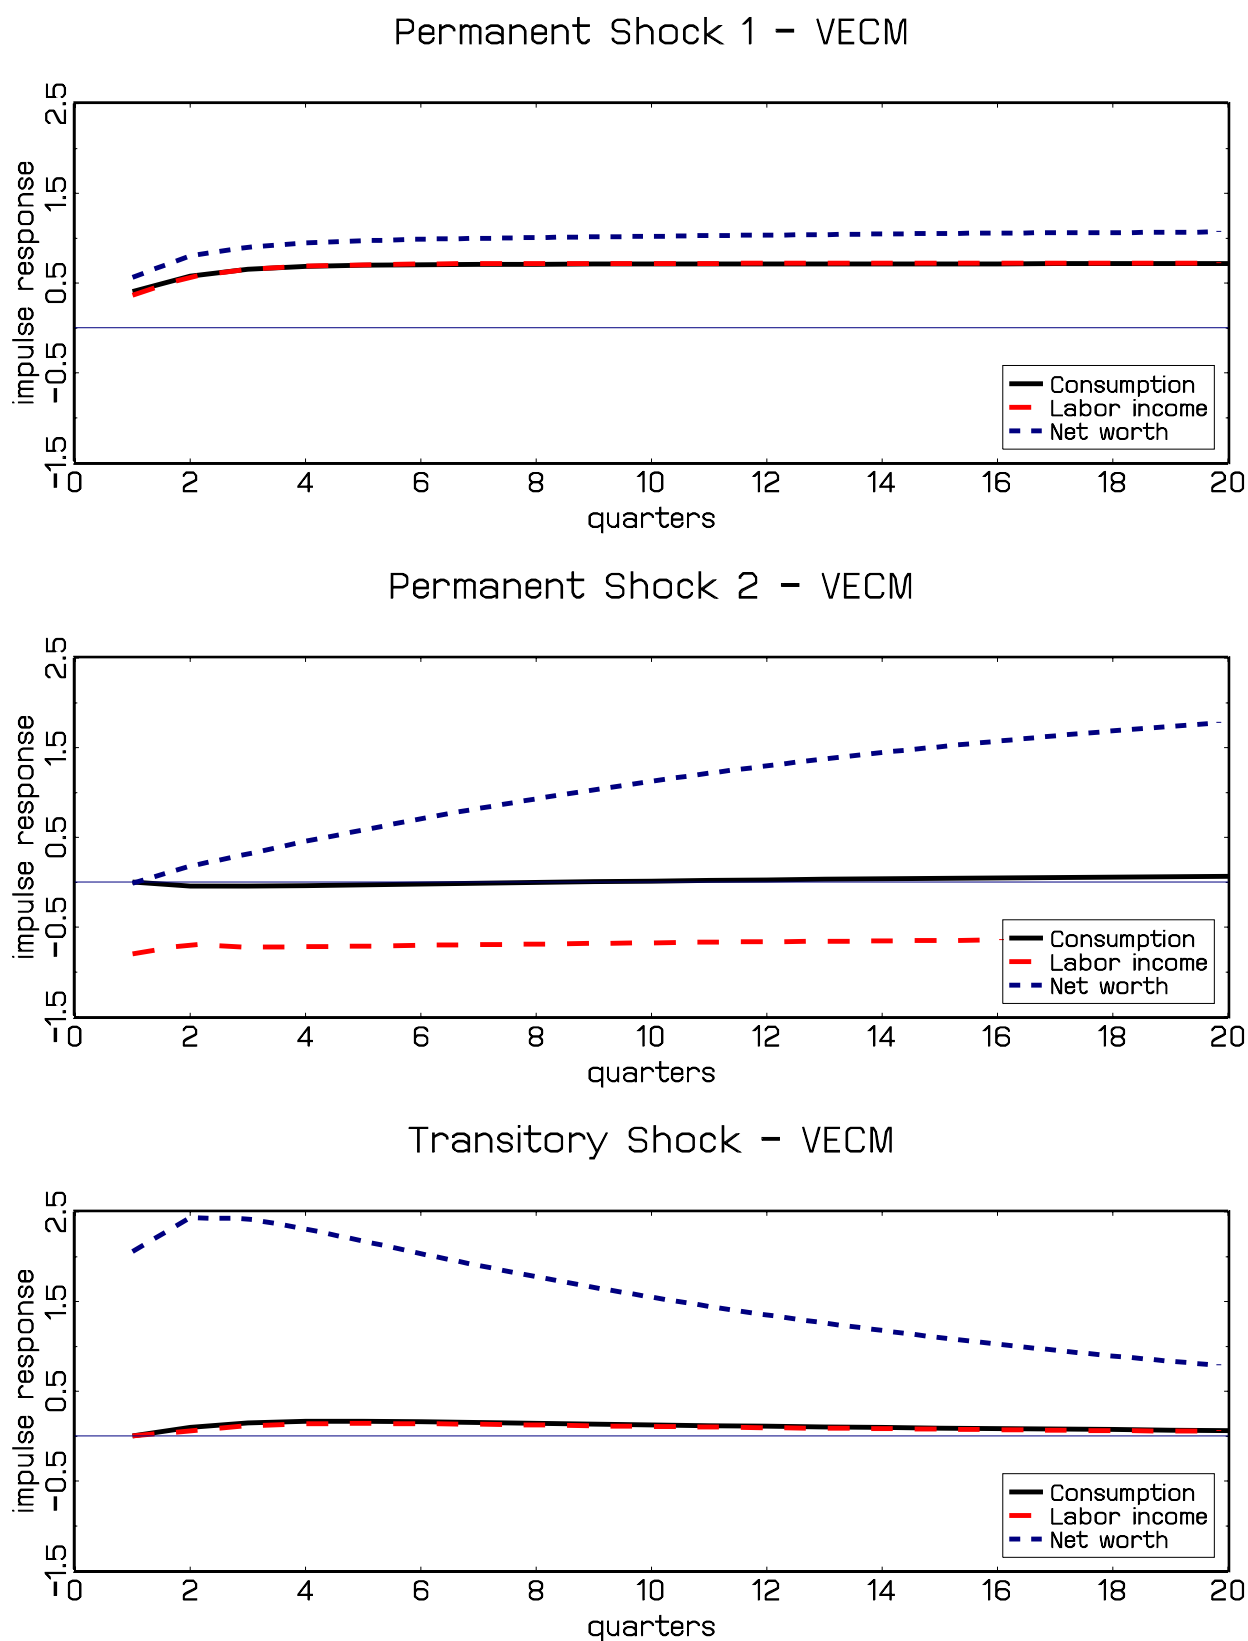 Permanent Shock 1 – VECM
impulse response
2.5
1.5
0.5
−0.5
−1.5
Consumption
Labor income
Net worth
0 2 4 6 8 10 12 14 16 18 20
quarters
Permanent Shock 2 – VECM
impulse response
2.5
1.5
0.5
−0.5
−1.5
Consumption
Labor income
Net worth
0 2 4 6 8 10 12 14 16 18 20
quarters
Transitory Shock – VECM
impulse response
2.5
1.5
0.5
−0.5
−1.5
Consumption
Labor income
Net worth
0 2 4 6 8 10 12 14 16 18 20
quarters